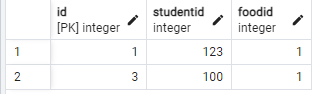 id studentid foodid
[PK] integer integer integer
1 1 123 1
2 3 100 1